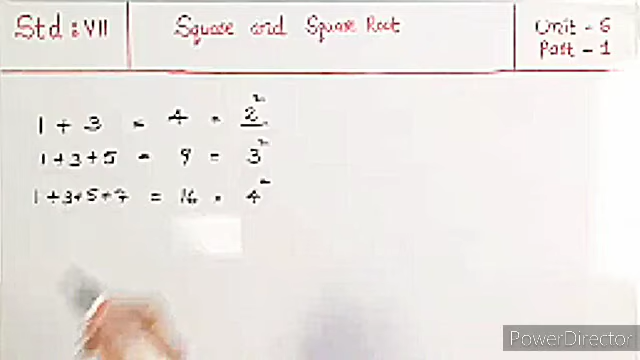 Std : VII
Square and Square Root
Unit - 6
Part - 1
1 + 3 = 4 = 2²
1+3+5 = 9 = 3²
1+3+5+7 = 16 = 4²
PowerDirector